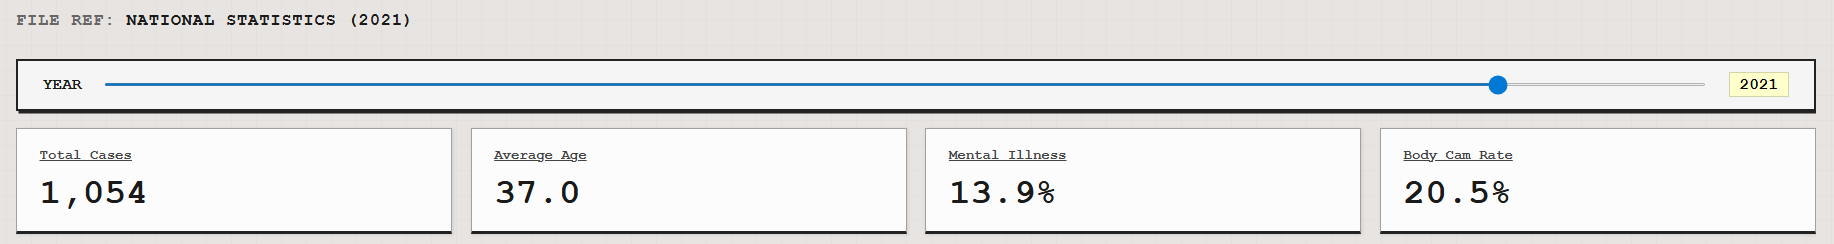 FILE REF: NATIONAL STATISTICS (2021)
YEAR 2021
Total Cases
1,054
Average Age
37.0
Mental Illness
13.9%
Body Cam Rate
20.5%